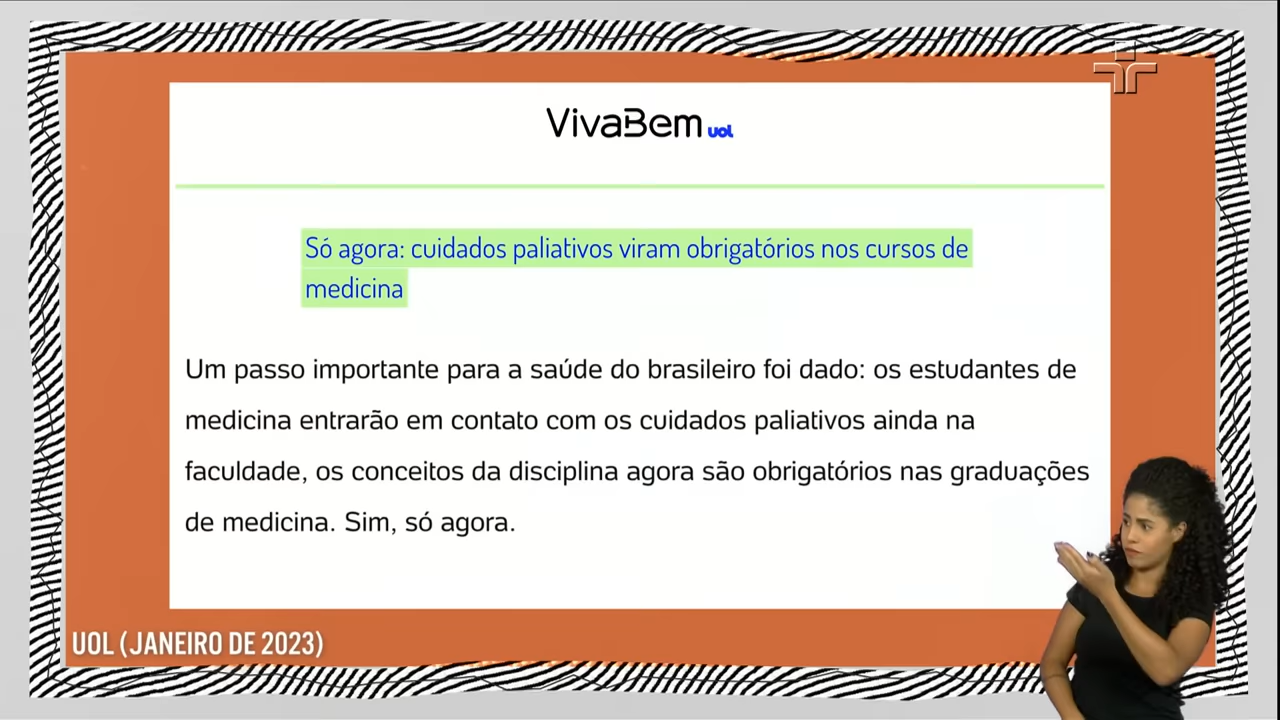 VivaBem uol
Só agora: cuidados paliativos viram obrigatórios nos cursos de
medicina
Um passo importante para a saúde do brasileiro foi dado: os estudantes de
medicina entrarão em contato com os cuidados paliativos ainda na
faculdade, os conceitos da disciplina agora são obrigatórios nas graduações
de medicina. Sim, só agora.
UOL (JANEIRO DE 2023)